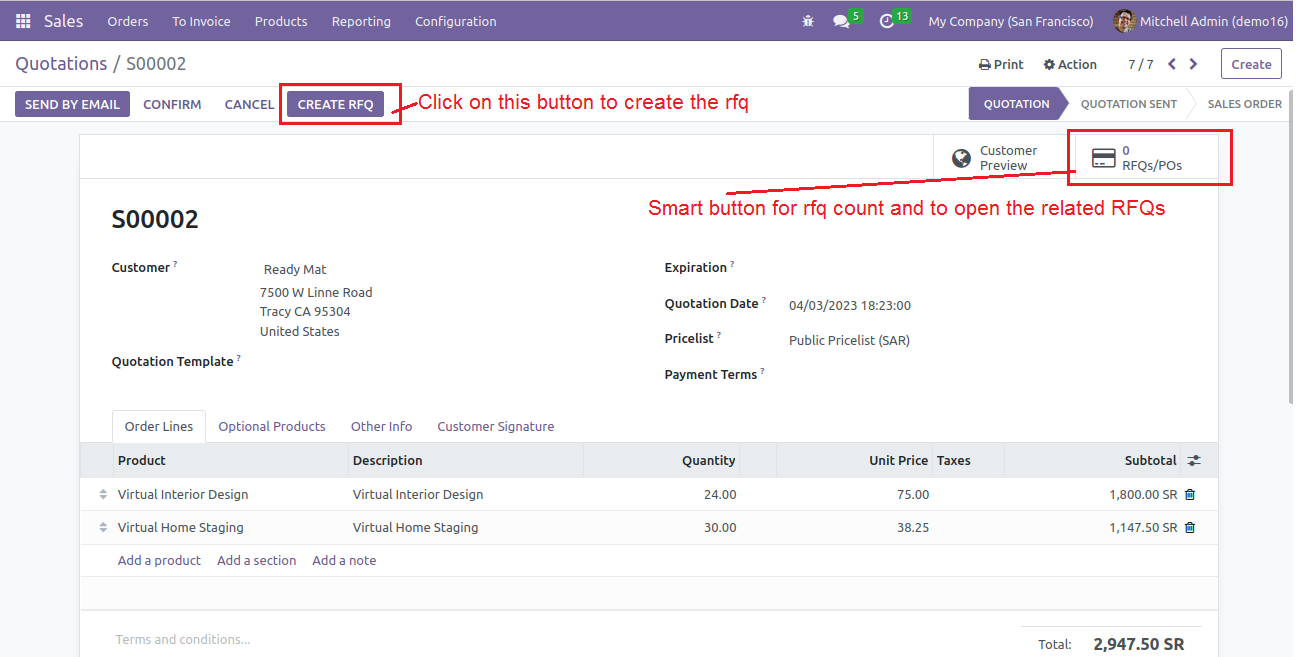 Sales Orders To Invoice Products Reporting Configuration 5 13 My Company (San Francisco) Mitchell Admin (demo16)
Quotations / S00002 Print Action 7 / 7 Create
SEND BY EMAIL CONFIRM CANCEL CREATE RFQ Click on this button to create the rfq QUOTATION QUOTATION SENT SALES ORDER
Customer
Preview
0
RFQs/POs
Smart button for rfq count and to open the related RFQs
S00002
Customer ? Ready Mat
7500 W Linne Road
Tracy CA 95304
United States
Quotation Template ?
Expiration ?
Quotation Date ? 04/03/2023 18:23:00
Pricelist ? Public Pricelist (SAR)
Payment Terms ?
Order Lines Optional Products Other Info Customer Signature
Product Description Quantity Unit Price Taxes Subtotal
Virtual Interior Design Virtual Interior Design 24.00 75.00 1,800.00 SR
Virtual Home Staging Virtual Home Staging 30.00 38.25 1,147.50 SR
Add a product Add a section Add a note
Terms and conditions...
Total: 2,947.50 SR